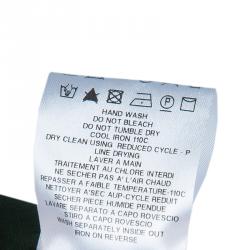 P
HAND WASH
DO NOT BLEACH
DO NOT TUMBLE DRY
COOL IRON 110C
DRY CLEAN USING REDUCED CYCLE - P
LINE DRYING
LAVER A MAIN
TRAITEMENT AU CHLORE INTERDIT
NE SECHER PAS A L'AIR CHAUD
REPASSER A FAIBLE TEMPERATURE:110C
NETTOYER A'SEC AUP-CYCLE REDUIT
SECHER PIECE HUMIDE PENDUE
LAVARE SEPARATO A CAPO ROVESCIO
STIRO A CAPO ROVESCIO
WASH SEPARATELY INSIDE OUT
IRON ON REVERSE